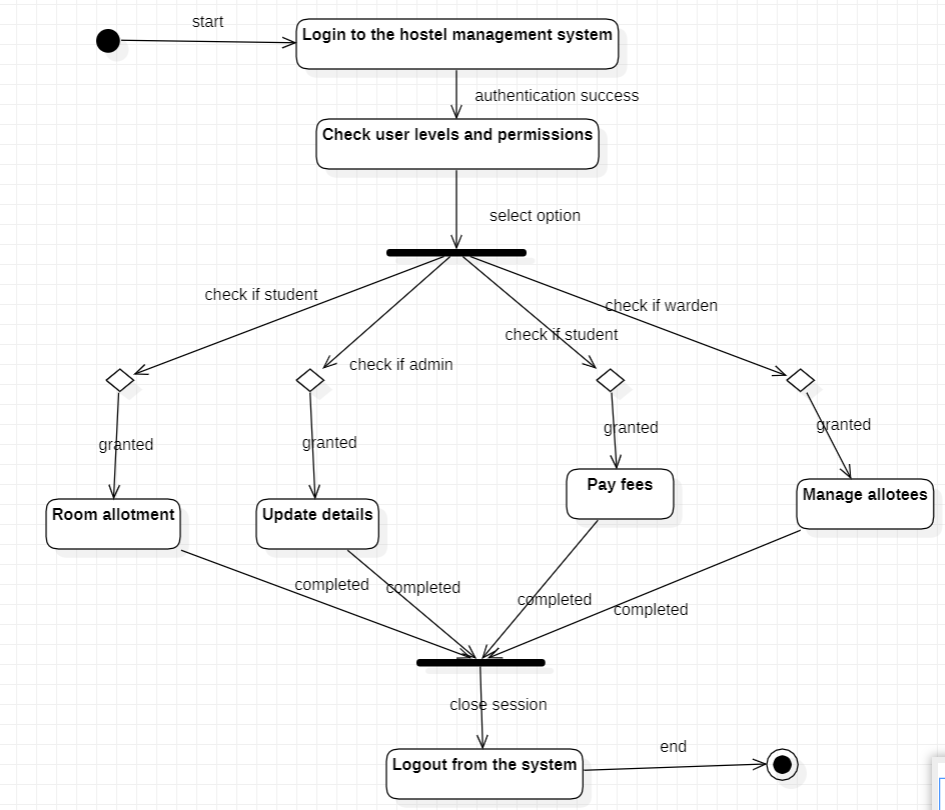 start
Login to the hostel management system
authentication success
Check user levels and permissions
select option
check if student
check if warden
check if student
check if admin
granted
granted
granted
granted
Room allotment
Update details
Pay fees
Manage allotees
completed
completed
completed
completed
close session
Logout from the system
end